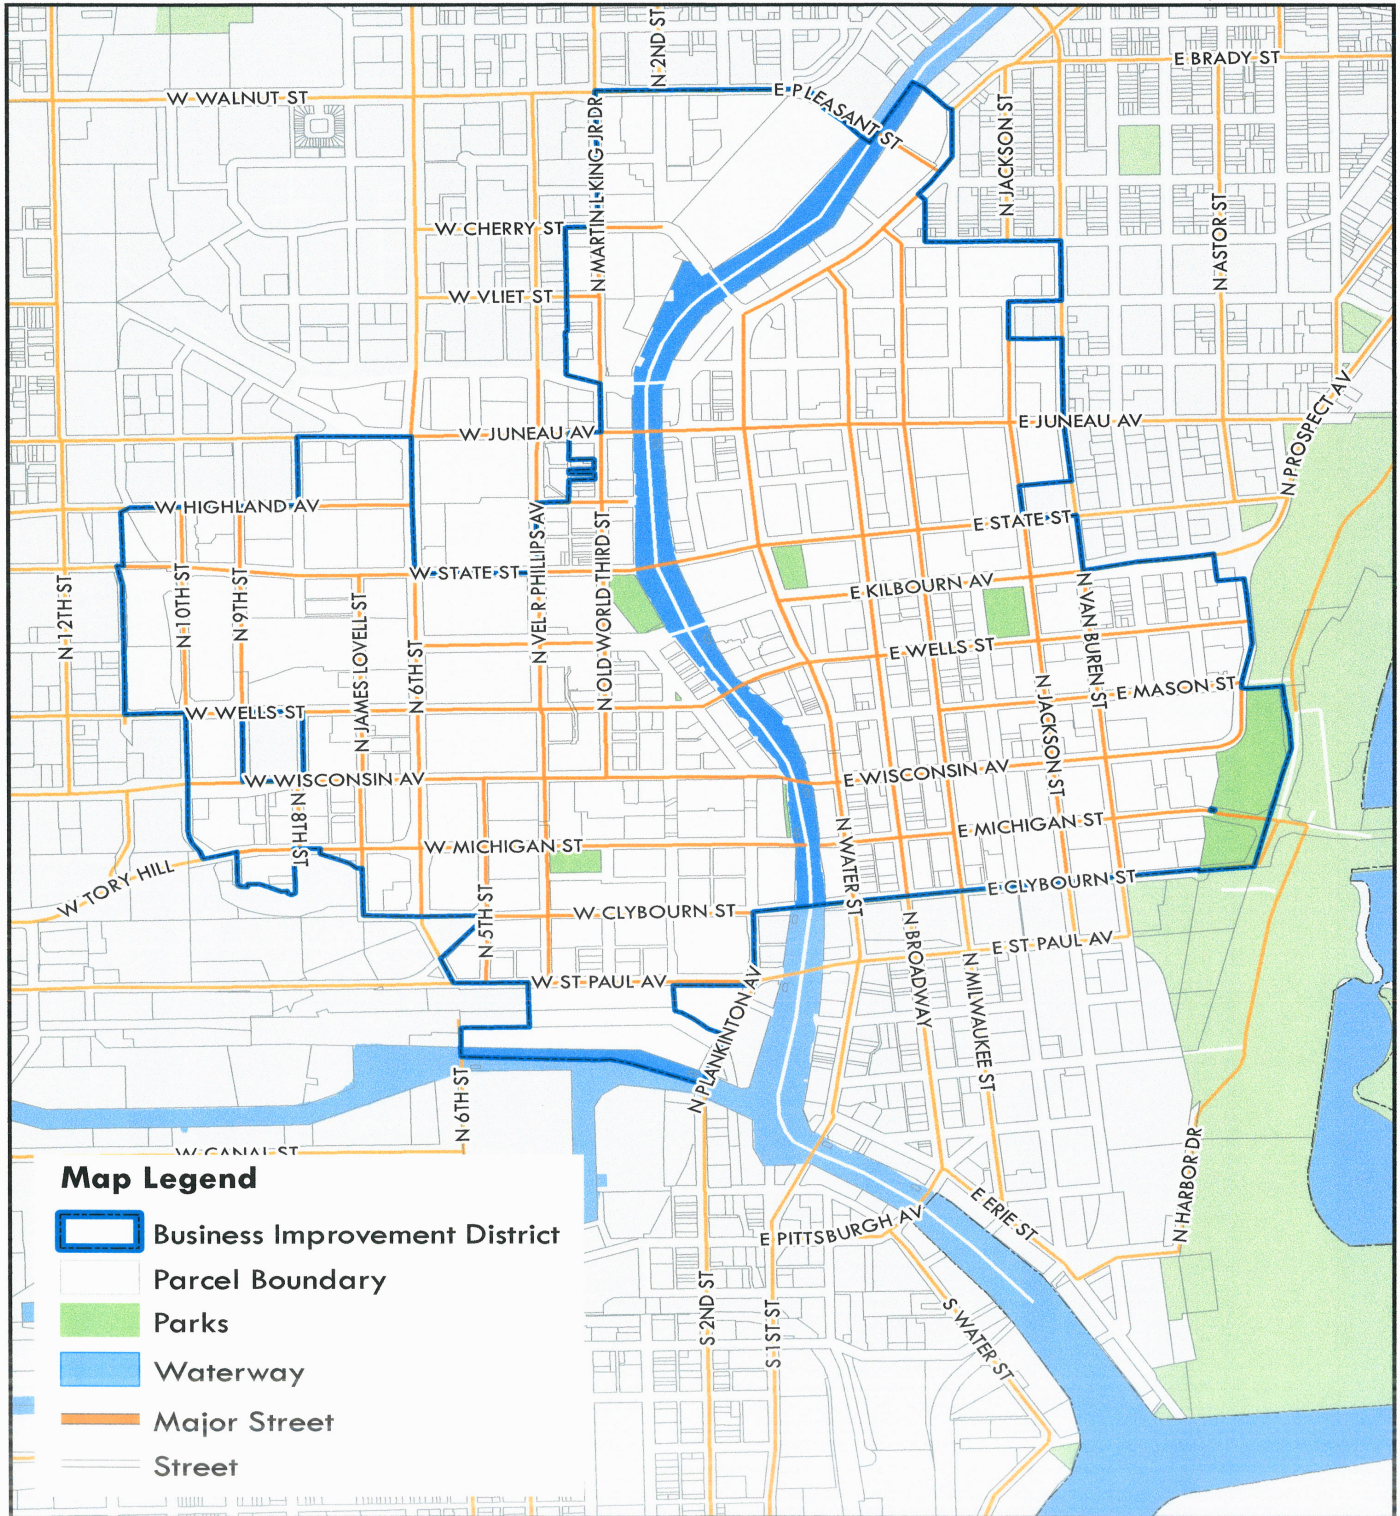 N 2ND ST
E BRADY ST
W WALNUT ST
E PLEASANT ST
N MARTIN L KING JR DR
N JACKSON ST
N ASTOR ST
W CHERRY ST
W VLIET ST
N PROSPECT AV
W JUNEAU AV
E JUNEAU AV
W HIGHLAND AV
E STATE ST
W STATE ST
N 12TH ST
N 10TH ST
N 9TH ST
N JAMES LOVELL ST
N 6TH ST
N VEL R PHILLIPS AV
N OLD WORLD THIRD ST
E KILBOURN AV
N VAN BUREN ST
E WELLS ST
N JACKSON ST
E MASON ST
W WELLS ST
W WISCONSIN AV
E WISCONSIN AV
N 8TH ST
W MICHIGAN ST
N WATER ST
E MICHIGAN ST
W TORY HILL
E CLYBOURN ST
N 5TH ST
W CLYBOURN ST
N BROADWAY
E ST PAUL AV
W ST PAUL AV
N PLANKINTON AV
N MILWAUKEE ST
N 6TH ST
W CANAL ST
N HARBOR DR
E ERIE ST
E PITTSBURGH AV
S 2ND ST
S 1ST ST
S WATER ST
Map Legend
Business Improvement District
Parcel Boundary
Parks
Waterway
Major Street
Street